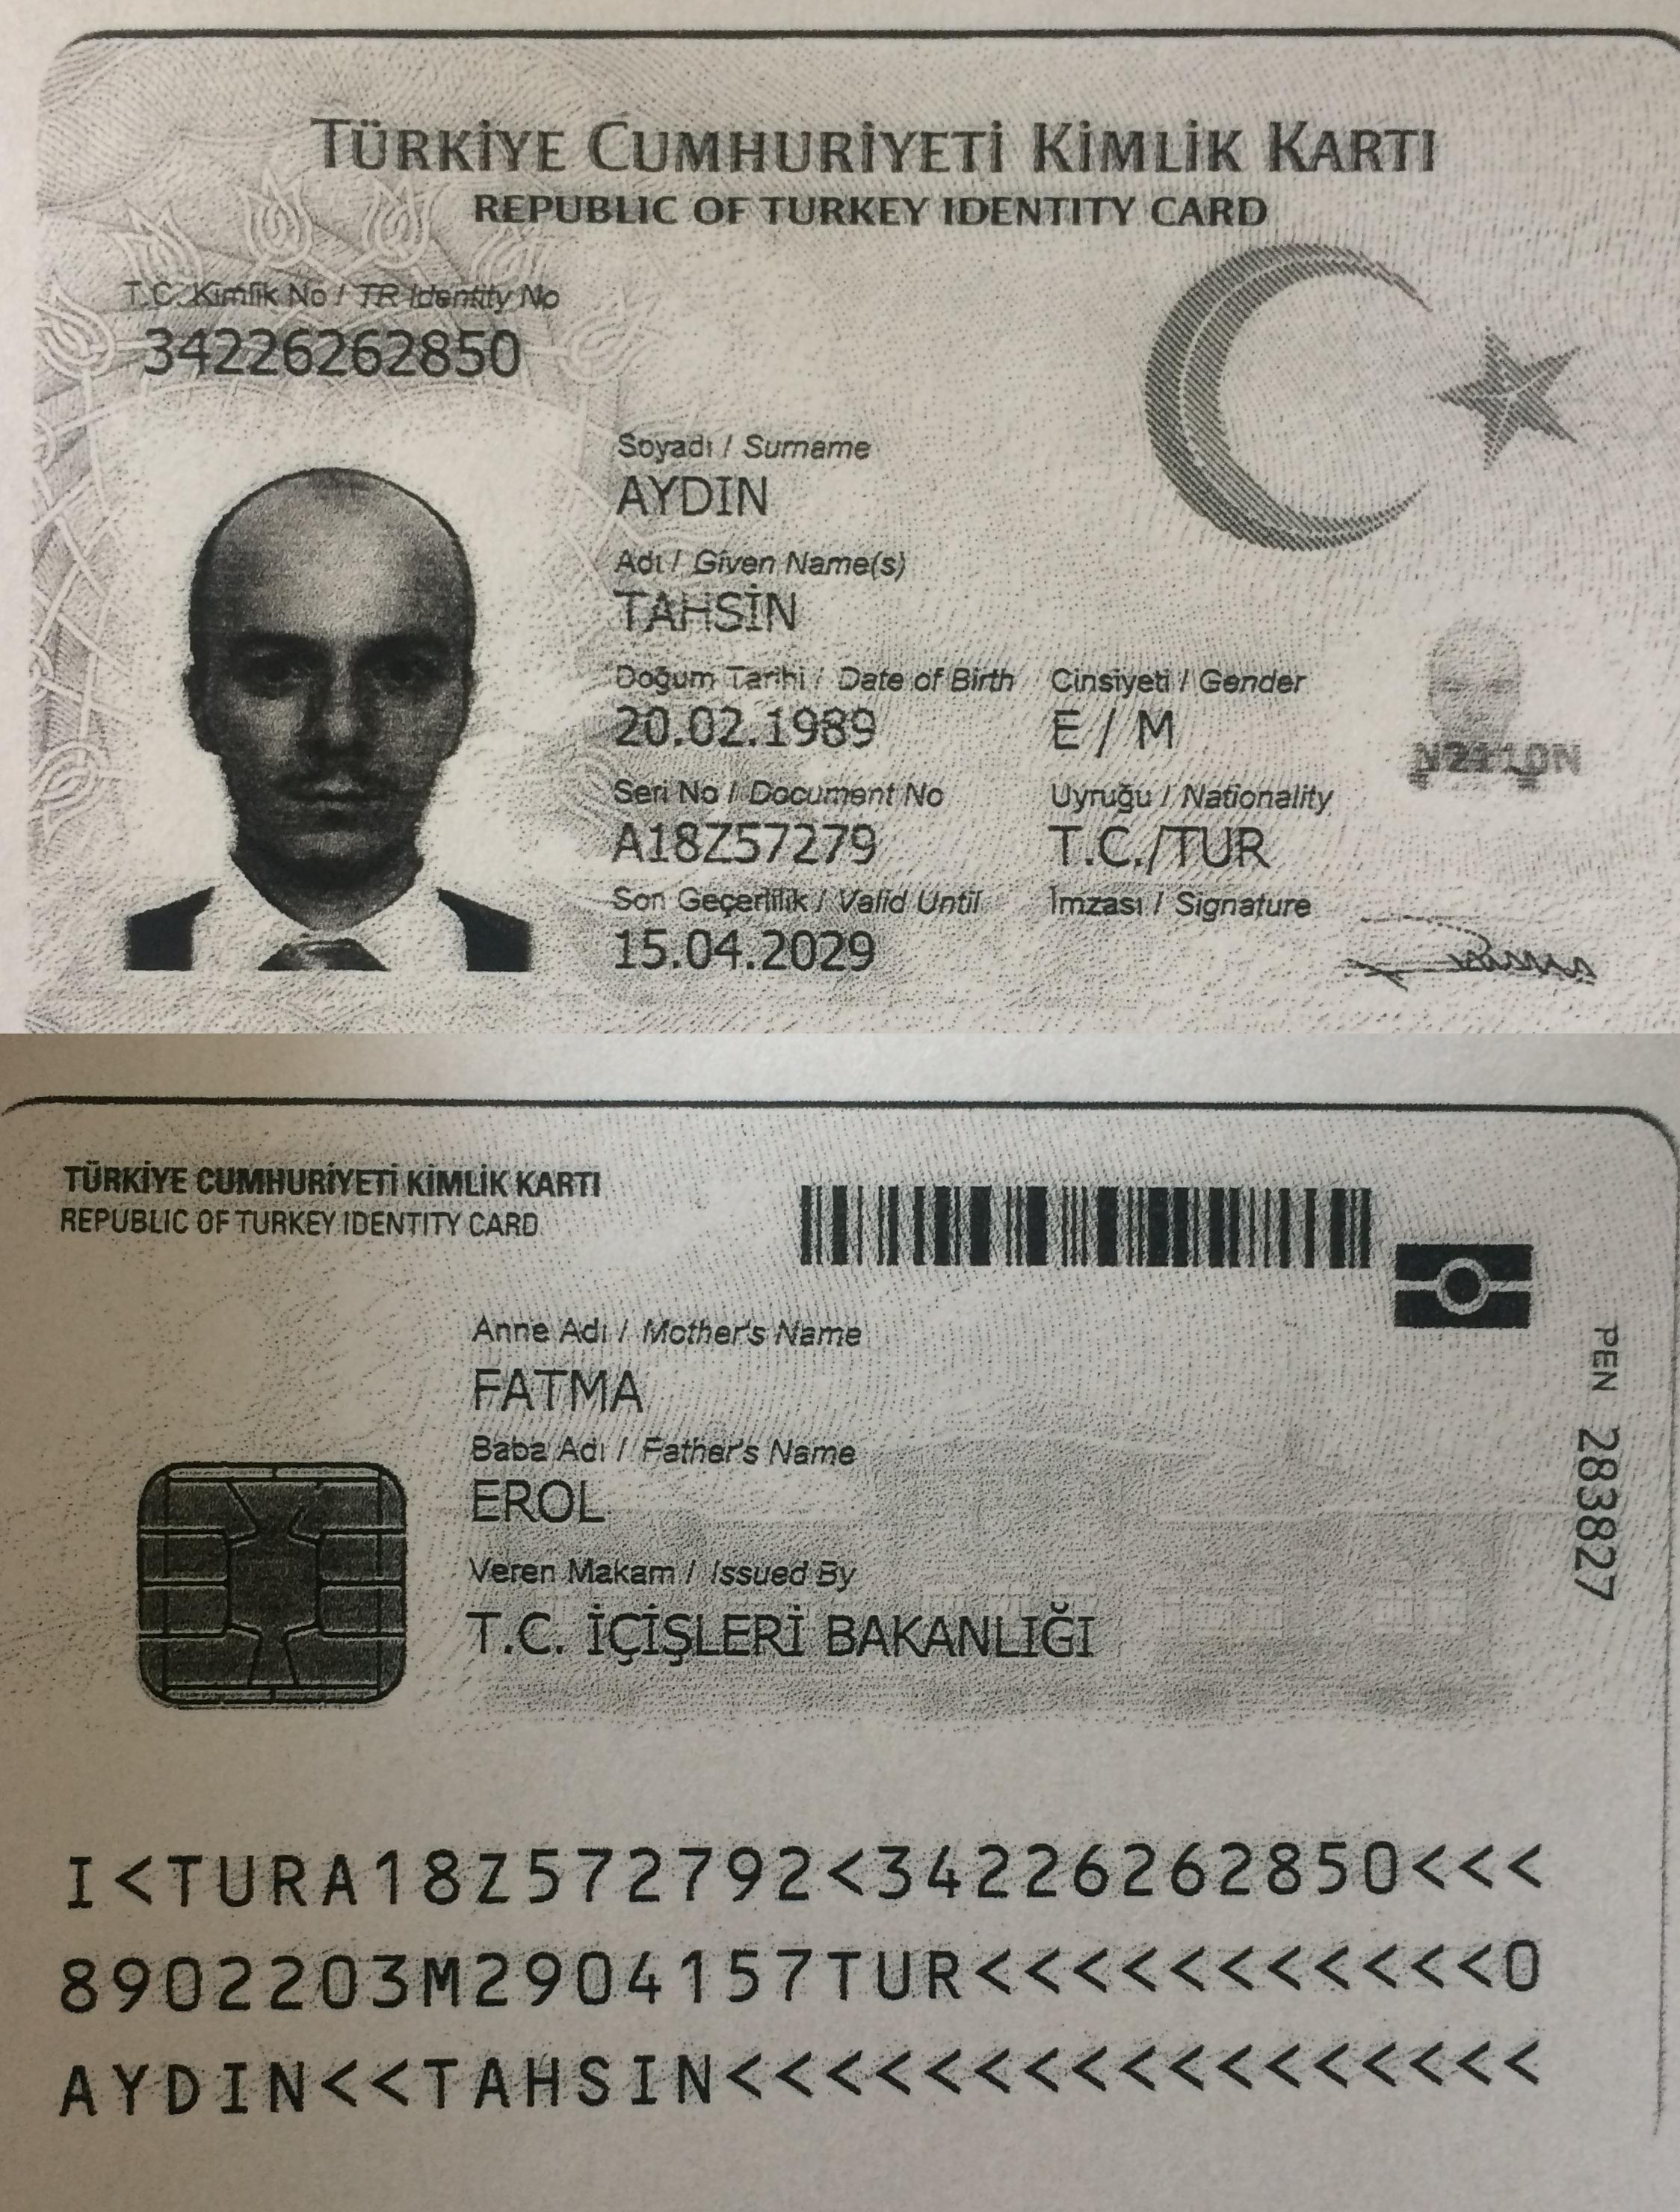 TÜRKİYE CUMHURİYETİ KİMLİK KARTI
REPUBLIC OF TURKEY IDENTITY CARD
T.C. Kimlik No / TR Identity No
34226262850
Soyadı / Surname
AYDIN
Adı / Given Name(s)
TAHSİN
Doğum Tarihi / Date of Birth Cinsiyeti / Gender
20.02.1989 E / M
Seri No / Document No Uyruğu / Nationality
A18Z57279 T.C./TUR
Son Geçerlilik / Valid Until İmzası / Signature
15.04.2029
TÜRKİYE CUMHURİYETİ KİMLİK KARTI
REPUBLIC OF TURKEY IDENTITY CARD
Anne Adı / Mother's Name
FATMA
Baba Adı / Father's Name
EROL
Veren Makam / Issued By
T.C. İÇİŞLERİ BAKANLIĞI
PEN 283827
I<TURA18Z572792<34226262850<<<
8902203M2904157TUR<<<<<<<<<<<0
AYDIN<<TAHSIN<<<<<<<<<<<<<<<<<